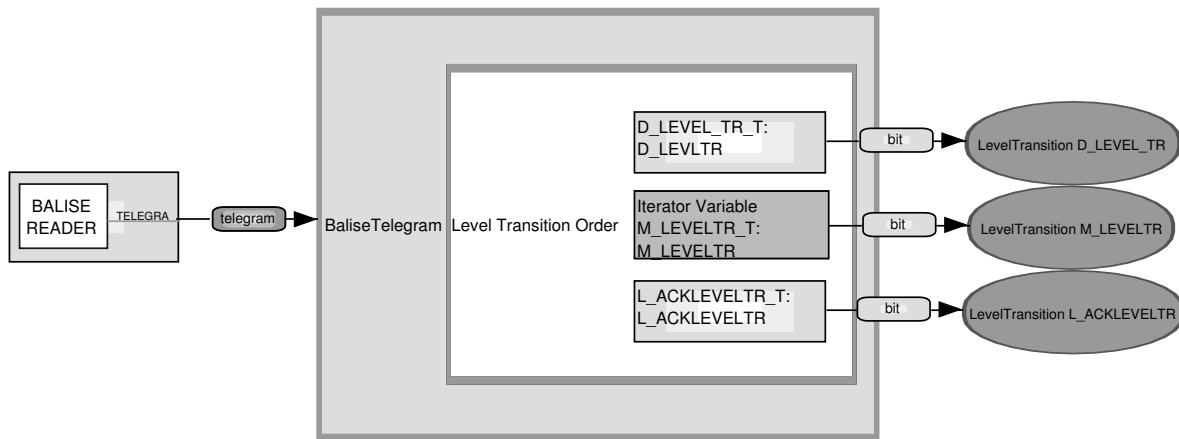 BALISE
READER
TELEGRA
telegram
BaliseTelegram
Level Transition Order
D_LEVEL_TR_T:
D_LEVLTR
Iterator Variable
M_LEVELTR_T:
M_LEVELTR
L_ACKLEVELTR_T:
L_ACKLEVELTR
bit
LevelTransition D_LEVEL_TR
bit
LevelTransition M_LEVELTR
bit
LevelTransition L_ACKLEVELTR